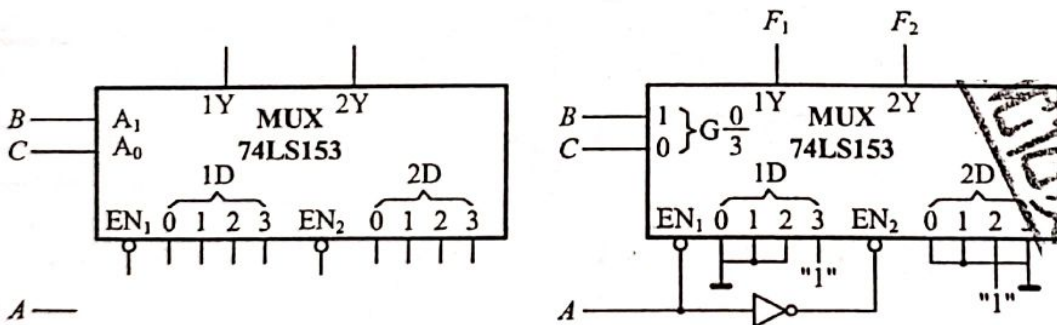 1Y 2Y
B A₁ MUX
C A₀ 74LS153
1D 2D
EN₁ 0 1 2 3 EN₂ 0 1 2 3
A
F₁ F₂
1Y 2Y
B 1 } G 0/3 MUX
C 0 74LS153
1D 2D
EN₁ 0 1 2 3 EN₂ 0 1 2
"1"
"1"
A